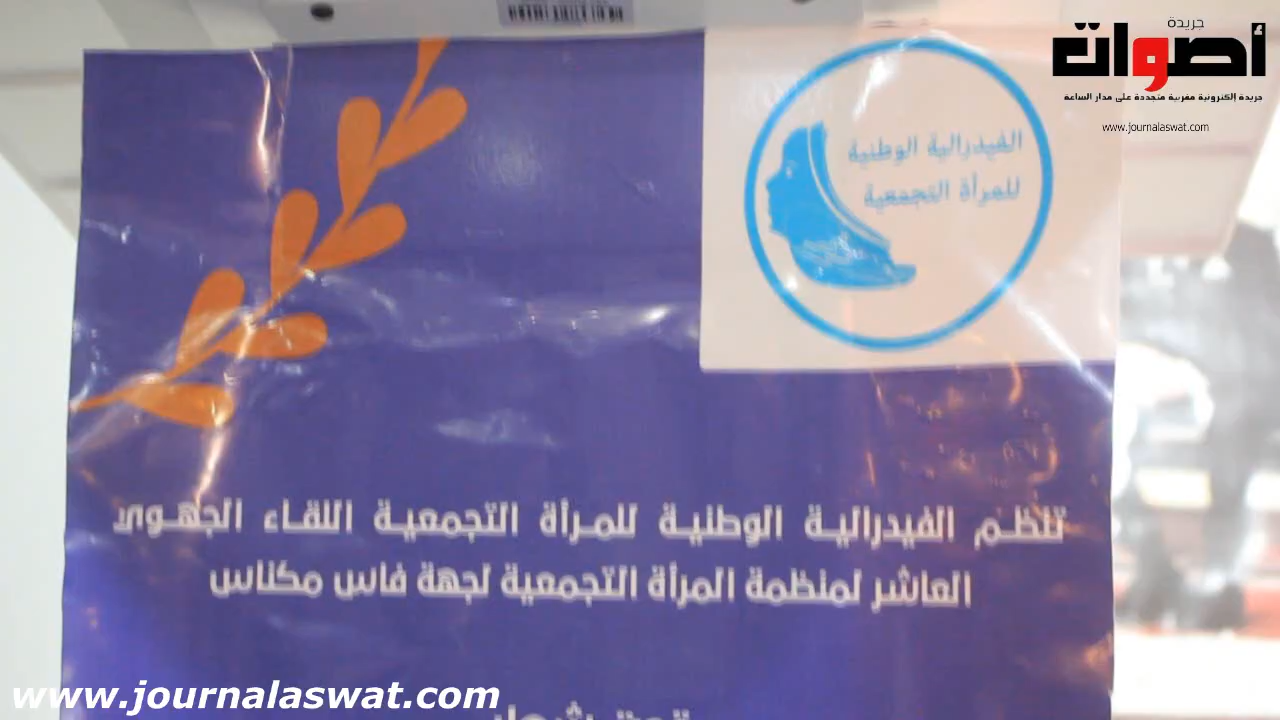 جريدة
أصوات
جريدة إلكترونية مغربية متجددة على مدار الساعة
www.journalaswat.com
الفيدرالية الوطنية
للمرأة التجمعية
تنظم الفيدرالية الوطنية للمرأة التجمعية اللقاء الجهوي
العاشر لمنظمة المرأة التجمعية لجهة فاس مكناس
www.journalaswat.com